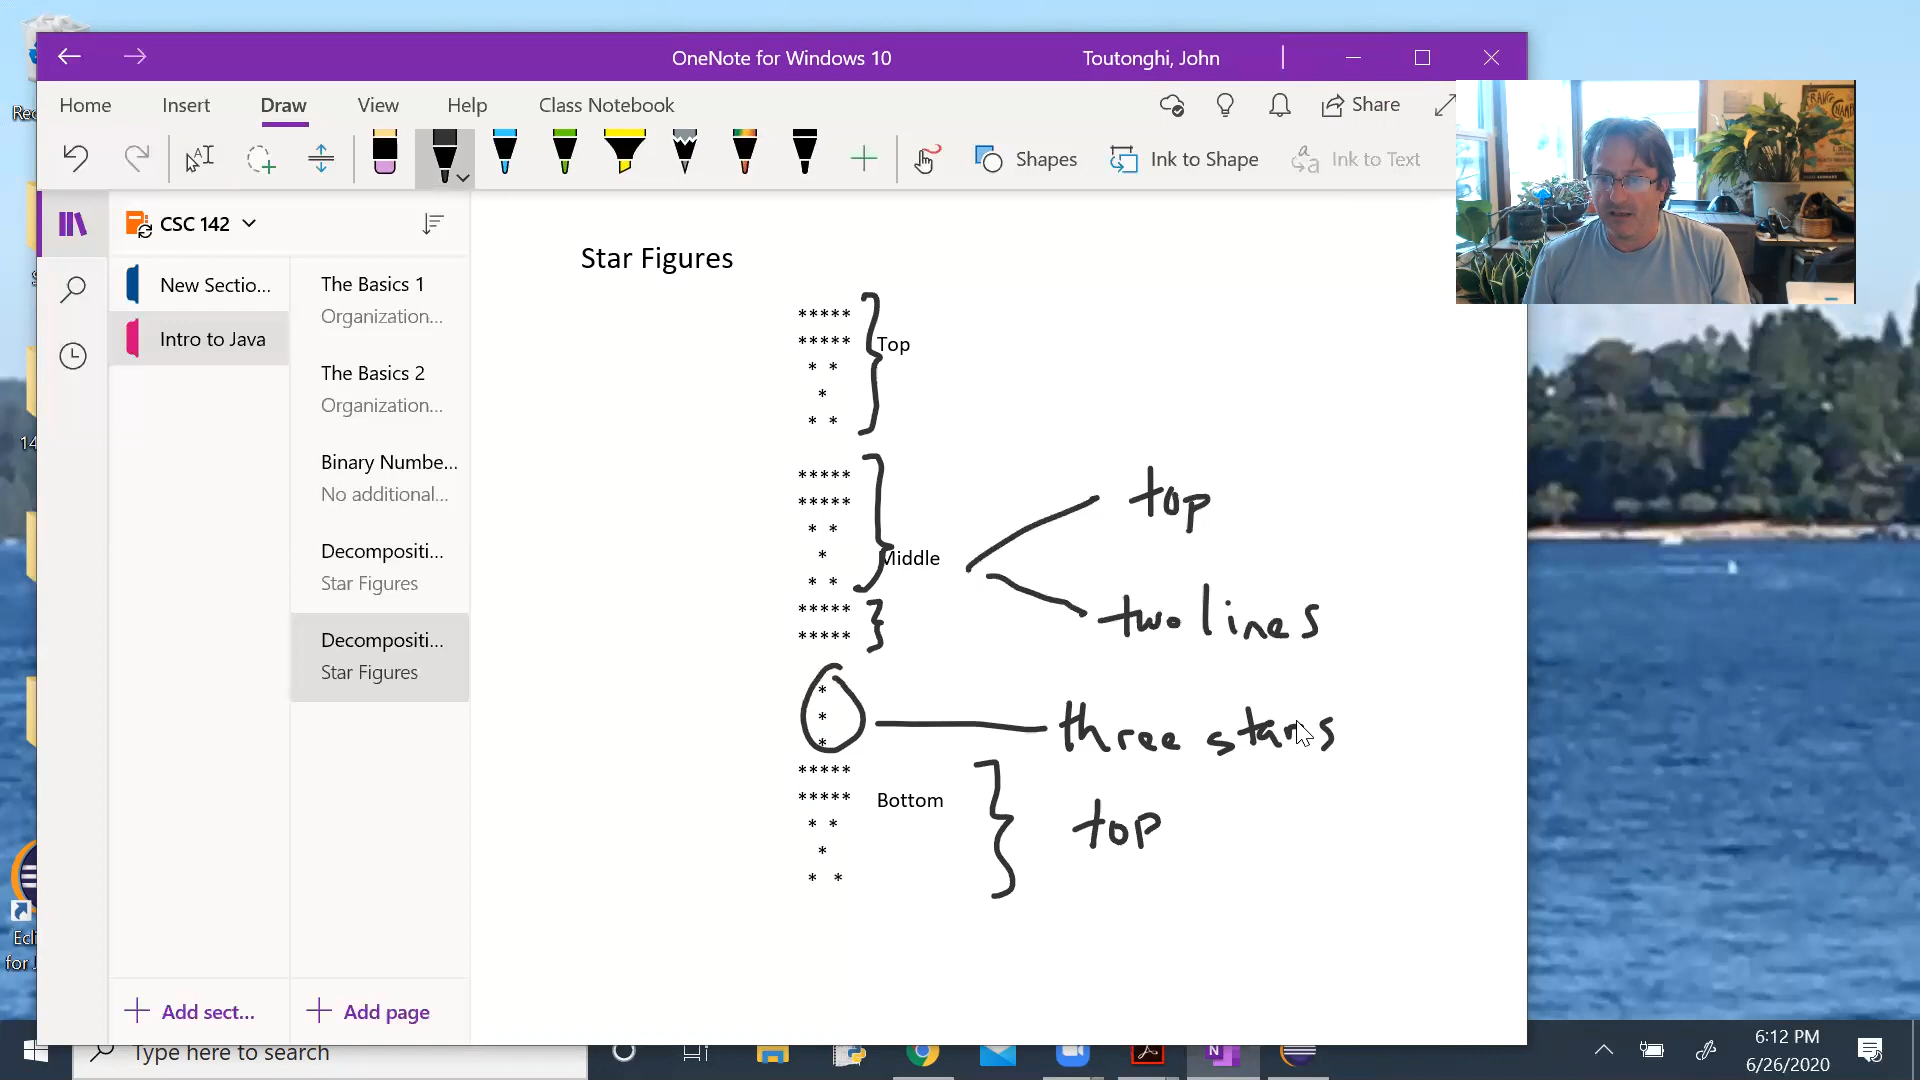 OneNote for Windows 10
Toutonghi, John
Home
Insert
Draw
View
Help
Class Notebook
Share
Shapes
Ink to Shape
Ink to Text
CSC 142
New Sectio...
Intro to Java
The Basics 1
Organization...
The Basics 2
Organization...
Binary Numbe...
No additional...
Decompositi...
Star Figures
Decompositi...
Star Figures
Add sect...
Add page
Star Figures
*****
***** Top
* *
*
* *
*****
*****
* *
* Middle
* *
*****
*****
*
*
*
*****
***** Bottom
* *
*
* *
top
two lines
three stars
top
Type here to search
6:12 PM
6/26/2020